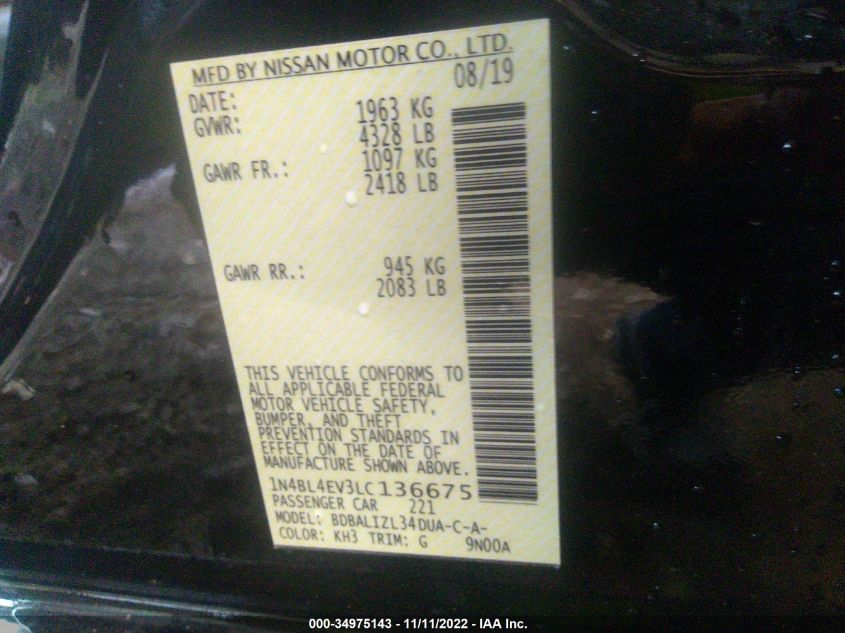 MFD BY NISSAN MOTOR CO., LTD.
DATE: 08/19
GVWR: 1963 KG
4328 LB
GAWR FR.: 1097 KG
2418 LB
GAWR RR.: 945 KG
2083 LB
THIS VEHICLE CONFORMS TO
ALL APPLICABLE FEDERAL
MOTOR VEHICLE SAFETY,
BUMPER, AND THEFT
PREVENTION STANDARDS IN
EFFECT ON THE DATE OF
MANUFACTURE SHOWN ABOVE.
1N4BL4EV3LC136675
PASSENGER CAR 221
MODEL: BDBALIZL34DUA-C-A-
COLOR: KH3 TRIM: G 9N00A
000-34975143 - 11/11/2022 - IAA Inc.